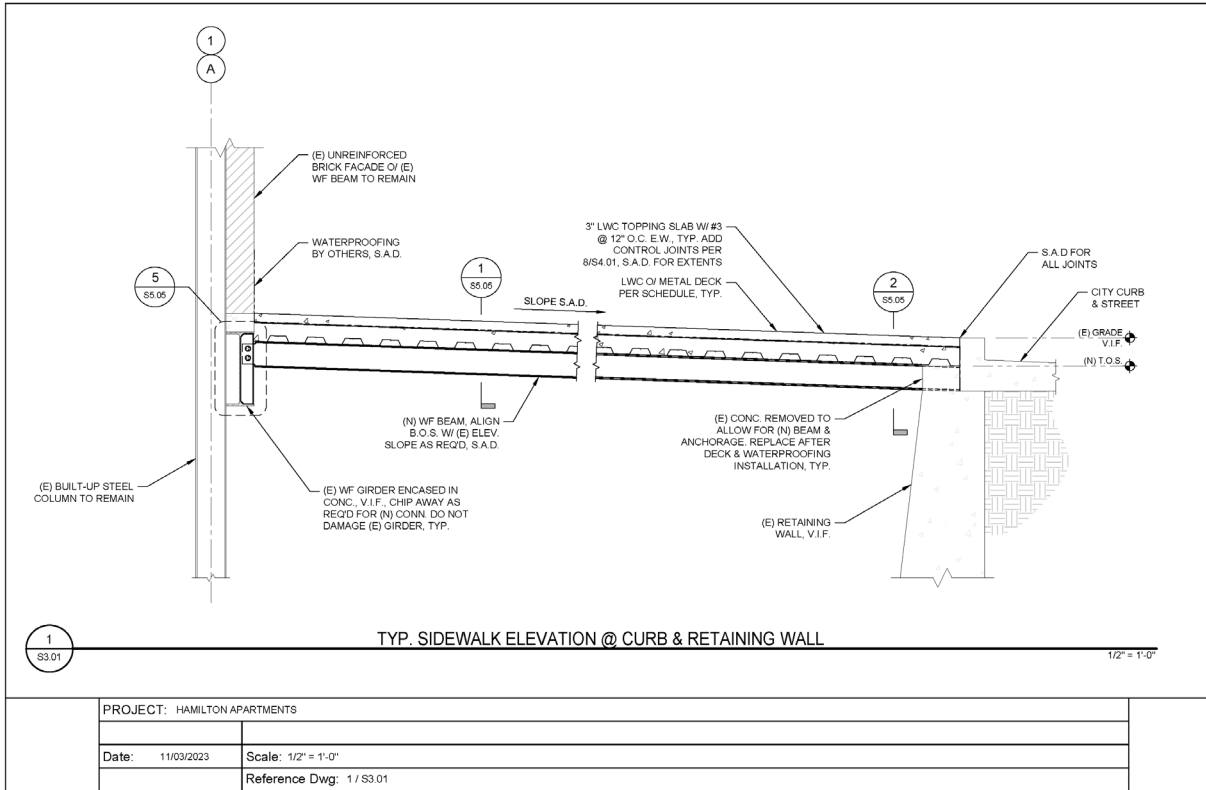 1
A
(E) UNREINFORCED
BRICK FACADE O/ (E)
WF BEAM TO REMAIN
WATERPROOFING
BY OTHERS, S.A.D.
5
S5.05
1
S5.05
SLOPE S.A.D.
3" LWC TOPPING SLAB W/ #3
@ 12" O.C. E.W., TYP. ADD
CONTROL JOINTS PER
8/S4.01, S.A.D. FOR EXTENTS
LWC O/ METAL DECK
PER SCHEDULE, TYP.
2
S5.05
S.A.D FOR
ALL JOINTS
CITY CURB
& STREET
(E) GRADE
V.I.F.
(N) T.O.S.
(N) WF BEAM, ALIGN
B.O.S. W/ (E) ELEV.
SLOPE AS REQ'D, S.A.D.
(E) CONC. REMOVED TO
ALLOW FOR (N) BEAM &
ANCHORAGE. REPLACE AFTER
DECK & WATERPROOFING
INSTALLATION, TYP.
(E) BUILT-UP STEEL
COLUMN TO REMAIN
(E) WF GIRDER ENCASED IN
CONC., V.I.F., CHIP AWAY AS
REQ'D FOR (N) CONN. DO NOT
DAMAGE (E) GIRDER, TYP.
(E) RETAINING
WALL, V.I.F.
1
S3.01
TYP. SIDEWALK ELEVATION @ CURB & RETAINING WALL
1/2" = 1'-0"
PROJECT: HAMILTON APARTMENTS
Date: 11/03/2023
Scale: 1/2" = 1'-0"
Reference Dwg: 1 / S3.01